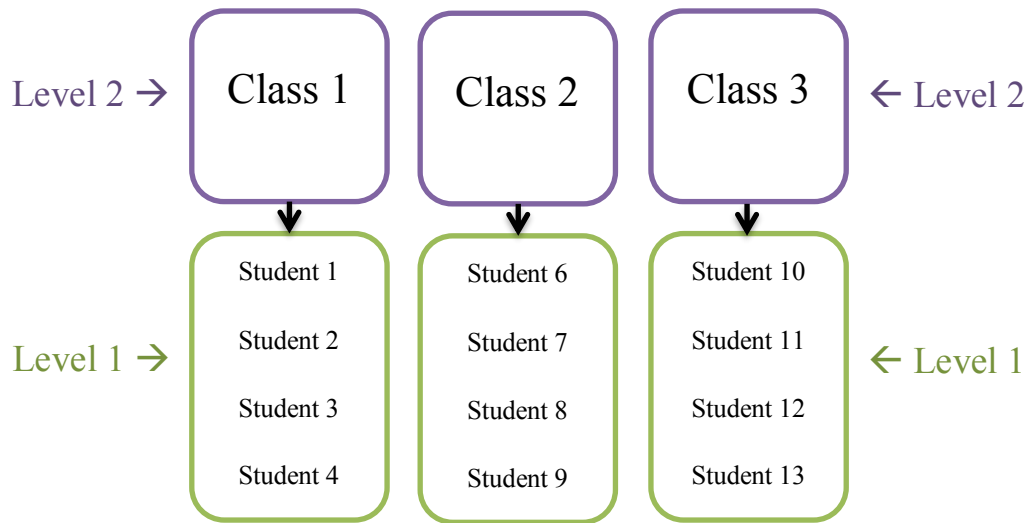 Level 2 →
Class 1
Class 2
Class 3
← Level 2
Level 1 →
Student 1
Student 2
Student 3
Student 4
Student 6
Student 7
Student 8
Student 9
Student 10
Student 11
Student 12
Student 13
← Level 1